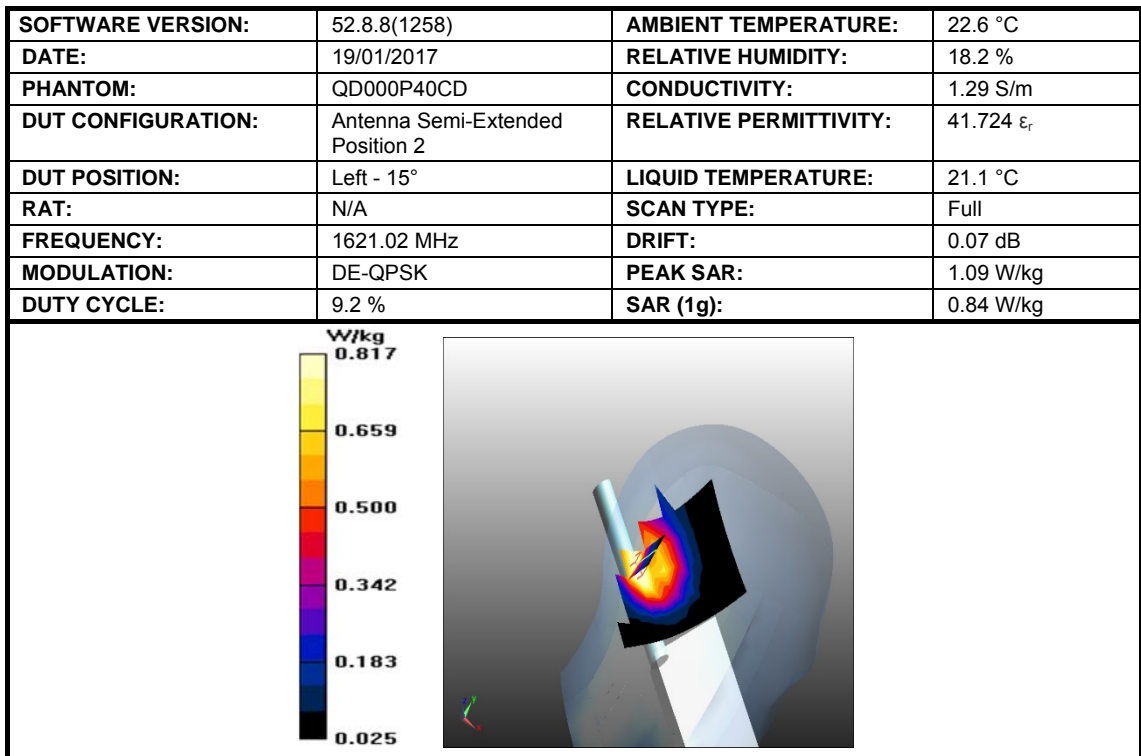 SOFTWARE VERSION: 52.8.8(1258) AMBIENT TEMPERATURE: 22.6 °C
DATE: 19/01/2017 RELATIVE HUMIDITY: 18.2 %
PHANTOM: QD000P40CD CONDUCTIVITY: 1.29 S/m
DUT CONFIGURATION: Antenna Semi-Extended RELATIVE PERMITTIVITY: 41.724 εr
Position 2
DUT POSITION: Left - 15° LIQUID TEMPERATURE: 21.1 °C
RAT: N/A SCAN TYPE: Full
FREQUENCY: 1621.02 MHz DRIFT: 0.07 dB
MODULATION: DE-QPSK PEAK SAR: 1.09 W/kg
DUTY CYCLE: 9.2 % SAR (1g): 0.84 W/kg
W/kg
0.817
0.659
0.500
0.342
0.183
0.025
z y
x